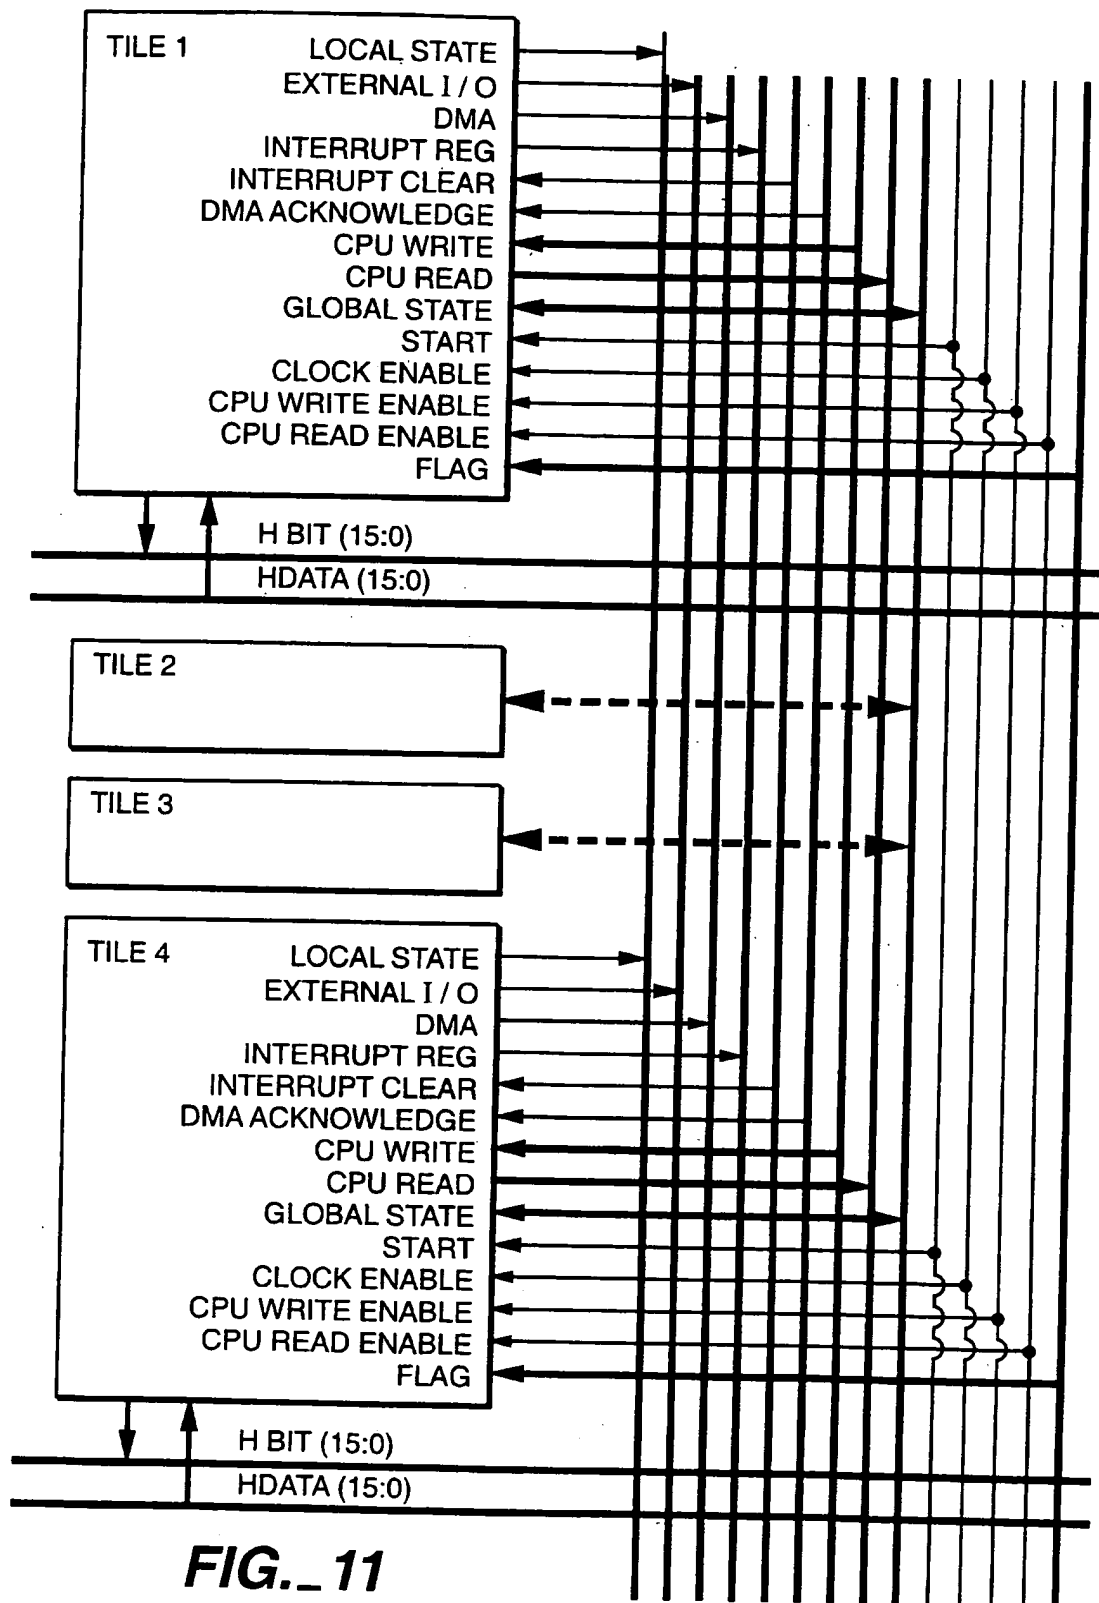 TILE 1
LOCAL STATE
EXTERNAL I / O
DMA
INTERRUPT REG
INTERRUPT CLEAR
DMA ACKNOWLEDGE
CPU WRITE
CPU READ
GLOBAL STATE
START
CLOCK ENABLE
CPU WRITE ENABLE
CPU READ ENABLE
FLAG
H BIT (15:0)
HDATA (15:0)
TILE 2
TILE 3
TILE 4
LOCAL STATE
EXTERNAL I / O
DMA
INTERRUPT REG
INTERRUPT CLEAR
DMA ACKNOWLEDGE
CPU WRITE
CPU READ
GLOBAL STATE
START
CLOCK ENABLE
CPU WRITE ENABLE
CPU READ ENABLE
FLAG
H BIT (15:0)
HDATA (15:0)
FIG._11